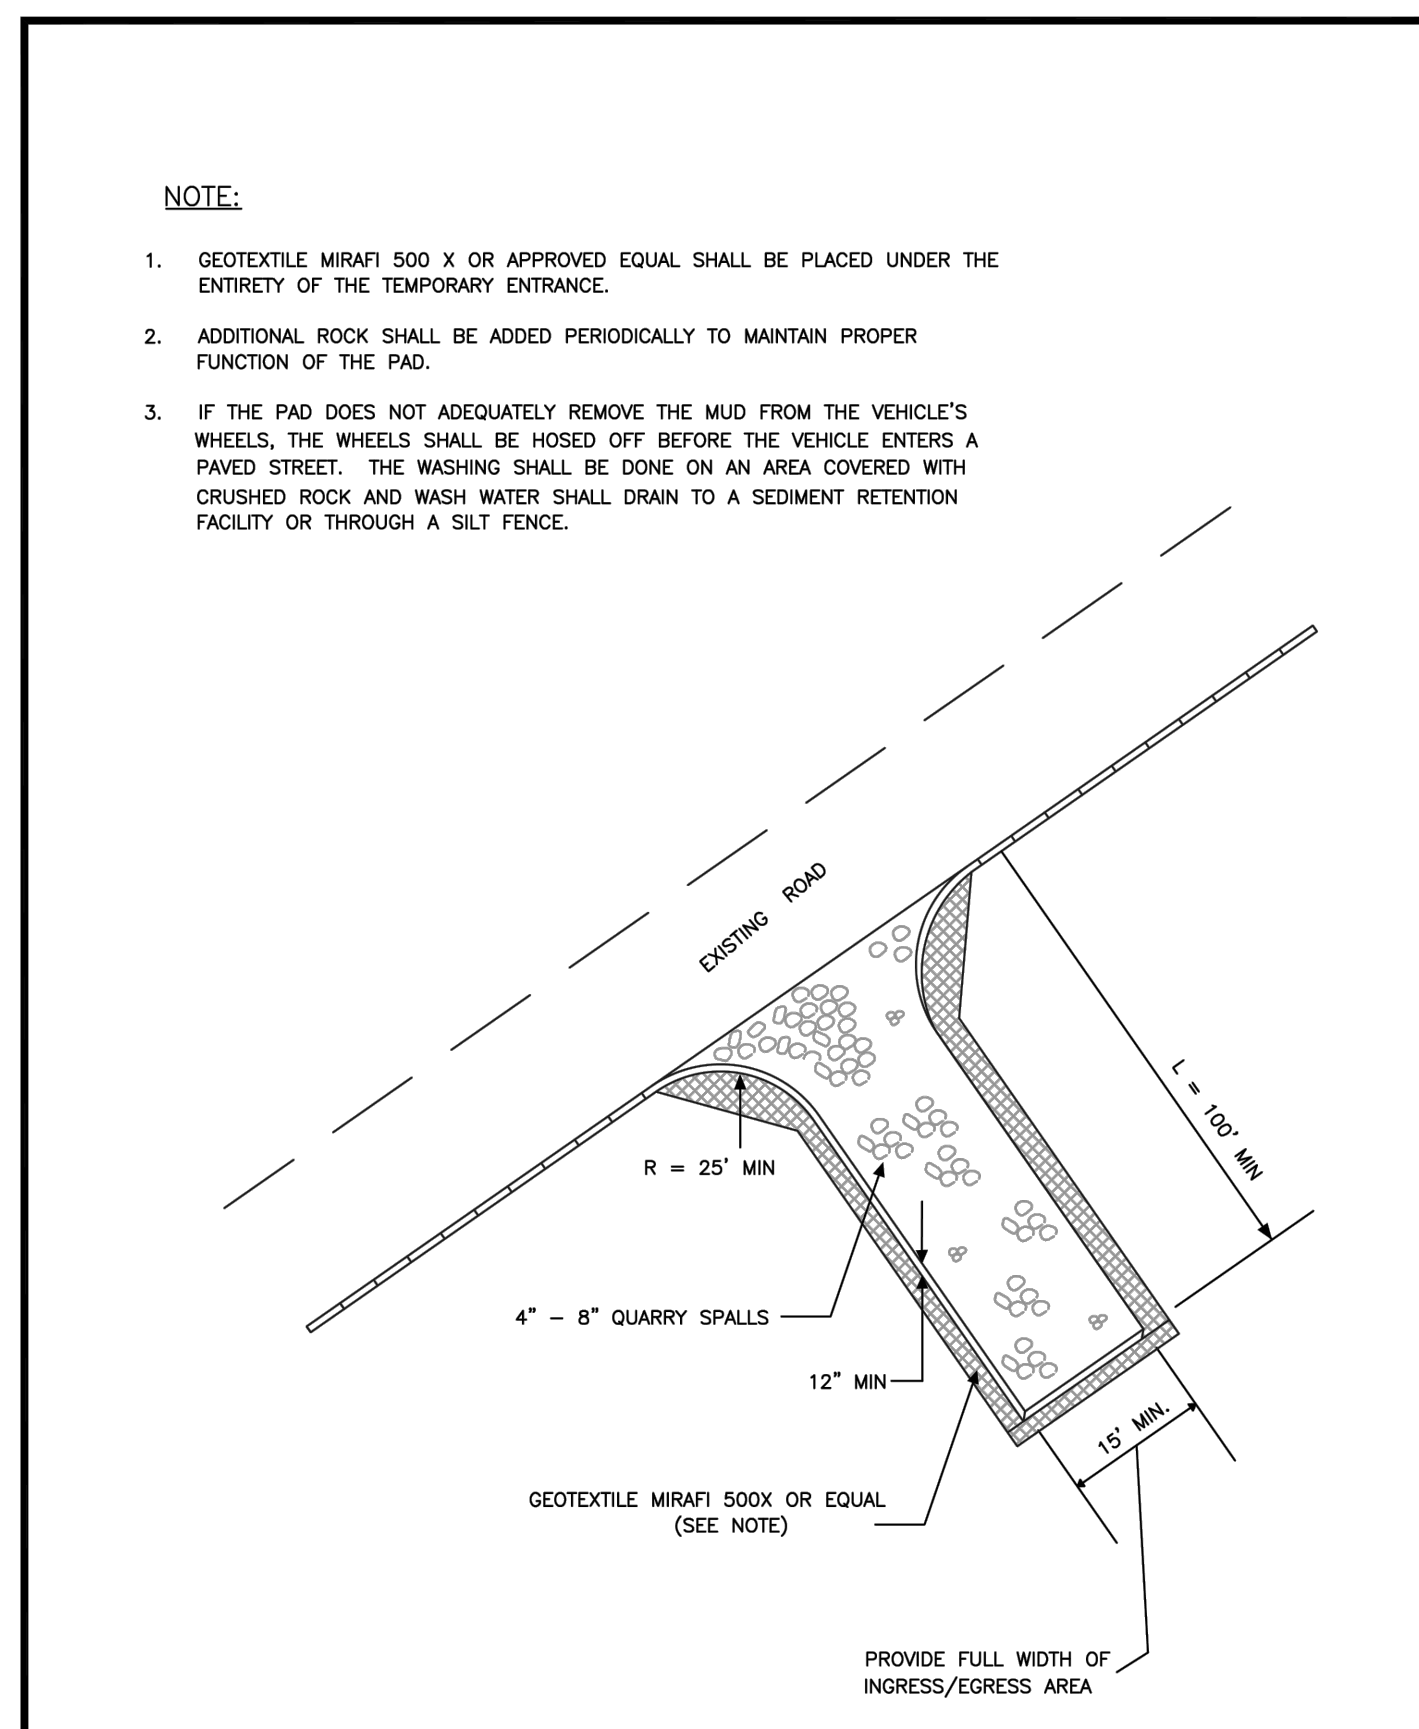 NOTE:
1. GEOTEXTILE MIRAFI 500 X OR APPROVED EQUAL SHALL BE PLACED UNDER THE
ENTIRETY OF THE TEMPORARY ENTRANCE.
2. ADDITIONAL ROCK SHALL BE ADDED PERIODICALLY TO MAINTAIN PROPER
FUNCTION OF THE PAD.
3. IF THE PAD DOES NOT ADEQUATELY REMOVE THE MUD FROM THE VEHICLE'S
WHEELS, THE WHEELS SHALL BE HOSED OFF BEFORE THE VEHICLE ENTERS A
PAVED STREET. THE WASHING SHALL BE DONE ON AN AREA COVERED WITH
CRUSHED ROCK AND WASH WATER SHALL DRAIN TO A SEDIMENT RETENTION
FACILITY OR THROUGH A SILT FENCE.
EXISTING ROAD
L = 100' MIN
R = 25' MIN
4" – 8" QUARRY SPALLS
12" MIN
15' MIN.
GEOTEXTILE MIRAFI 500X OR EQUAL
(SEE NOTE)
PROVIDE FULL WIDTH OF
INGRESS/EGRESS AREA